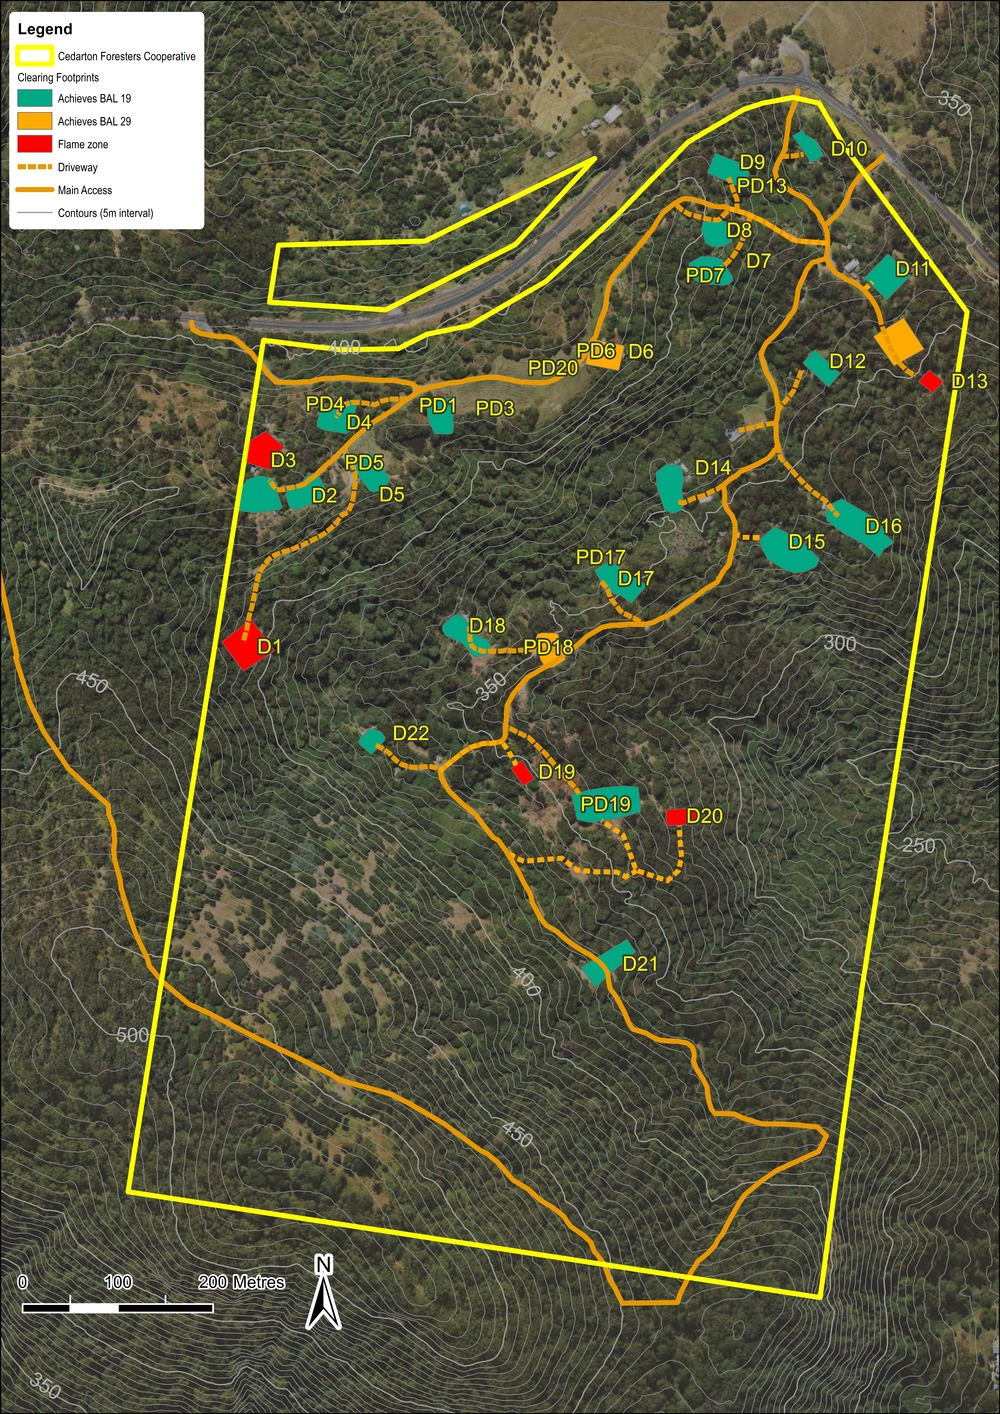 Legend
Cedarton Foresters Cooperative
Clearing Footprints
Achieves BAL 19
Achieves BAL 29
Flame zone
Driveway
Main Access
Contours (5m interval)
350
D10
D9
PD13
D8
D7
PD7
D11
400
PD6
D6
PD20
D12
D13
PD4
PD1
PD3
D4
D3
PD5
D14
D2
D5
D16
D15
PD17
D17
D18
PD18
300
D1
450
350
D22
D19
PD19
D20
250
D21
400
500
450
0
100
200 Metres
N
350